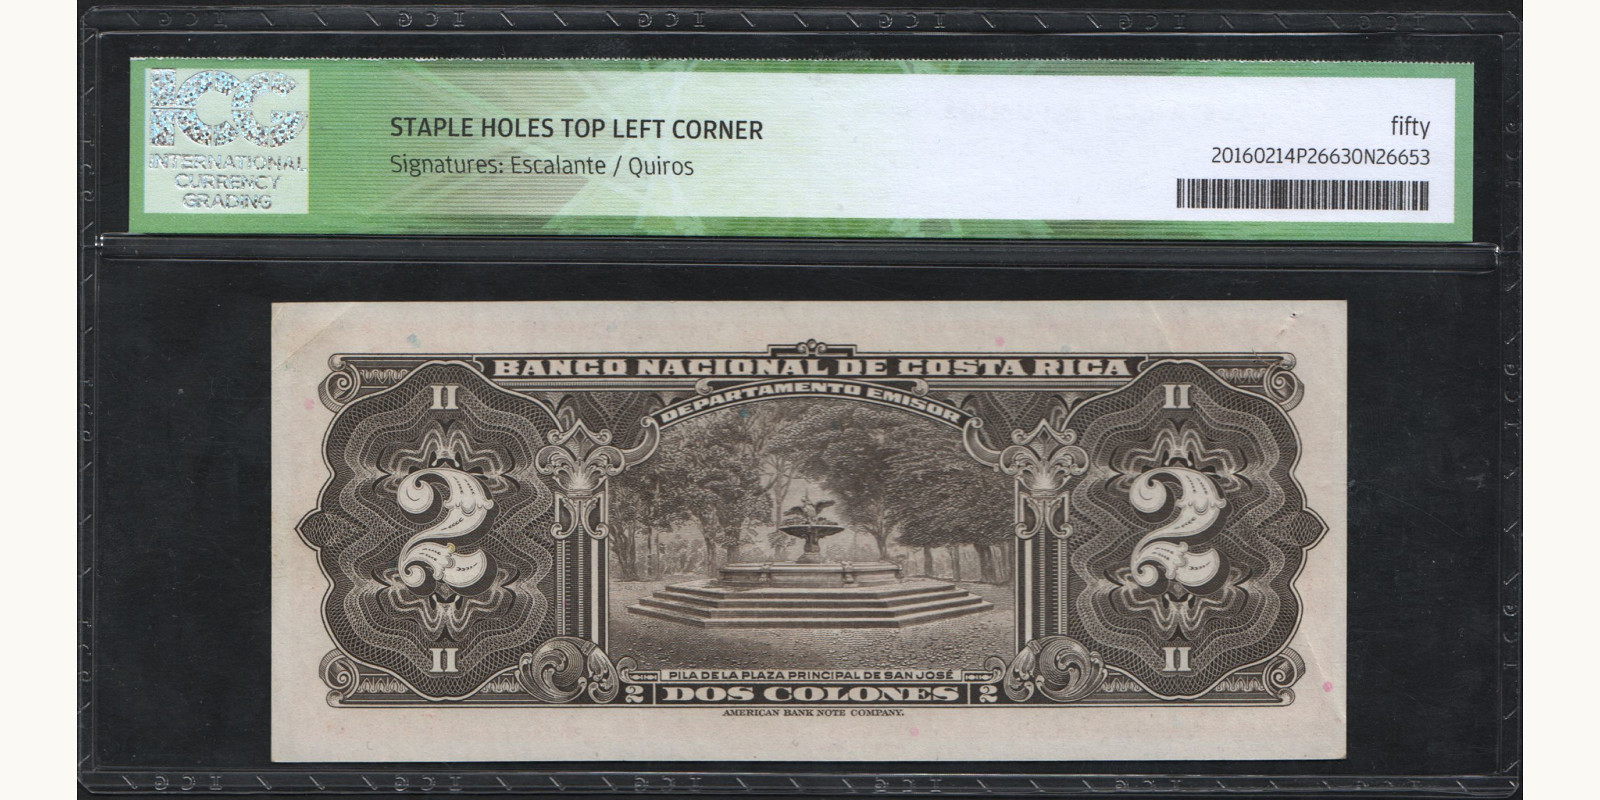 ICG
INTERNATIONAL
CURRENCY
GRADING
STAPLE HOLES TOP LEFT CORNER
Signatures: Escalante / Quiros
fifty
20160214P26630N26653
BANCO NACIONAL DE COSTA RICA
DEPARTAMENTO EMISOR
II II
2 2
II II
PILA DE LA PLAZA PRINCIPAL DE SAN JOSÉ
2 DOS COLONES 2
AMERICAN BANK NOTE COMPANY.